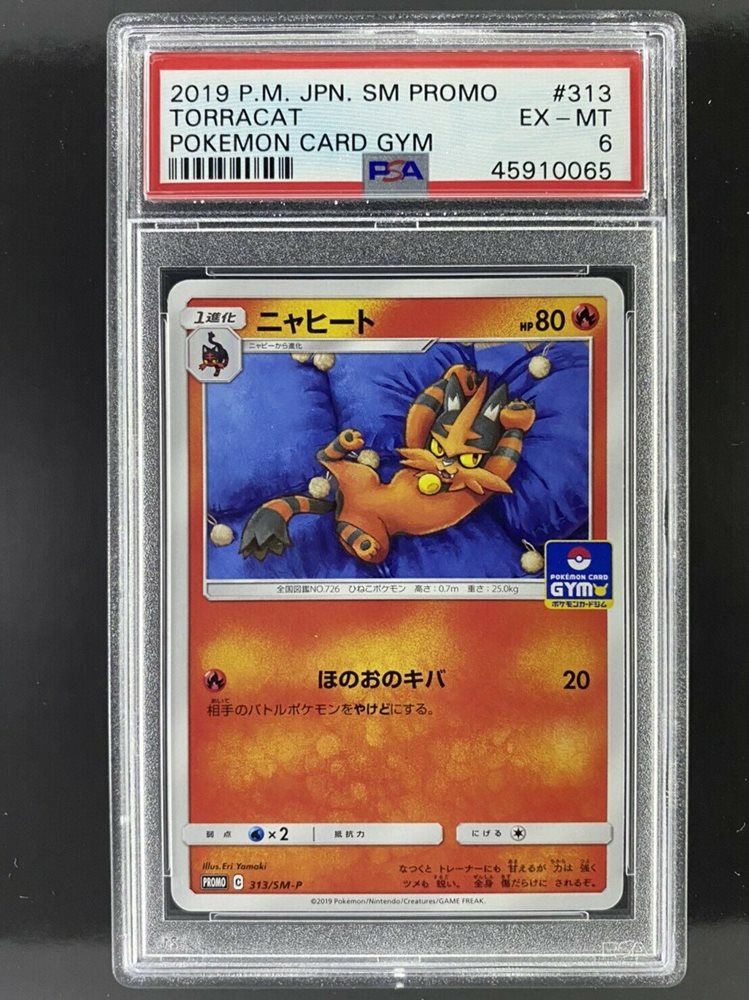 2019 P.M. JPN. SM PROMO #313
TORRACAT EX-MT
POKEMON CARD GYM 6
PSA 45910065
1進化 ニャヒート HP80
ニャビーから進化
POKÉMON CARD
GYM
ポケモンカードジム
全国図鑑NO.726 ひねこポケモン 高さ:0.7m 重さ:25.0kg
ほのおのキバ 20
相手のバトルポケモンをやけどにする。
弱点 ×2 抵抗力 にげる
Illus.Eri Yamaki
なつくと トレーナーにも 甘えるが 力は 強く
ツメも 鋭い。 全身 傷だらけに されるぞ。
PROMO C 313/SM-P
©2019 Pokémon/Nintendo/Creatures/GAME FREAK.